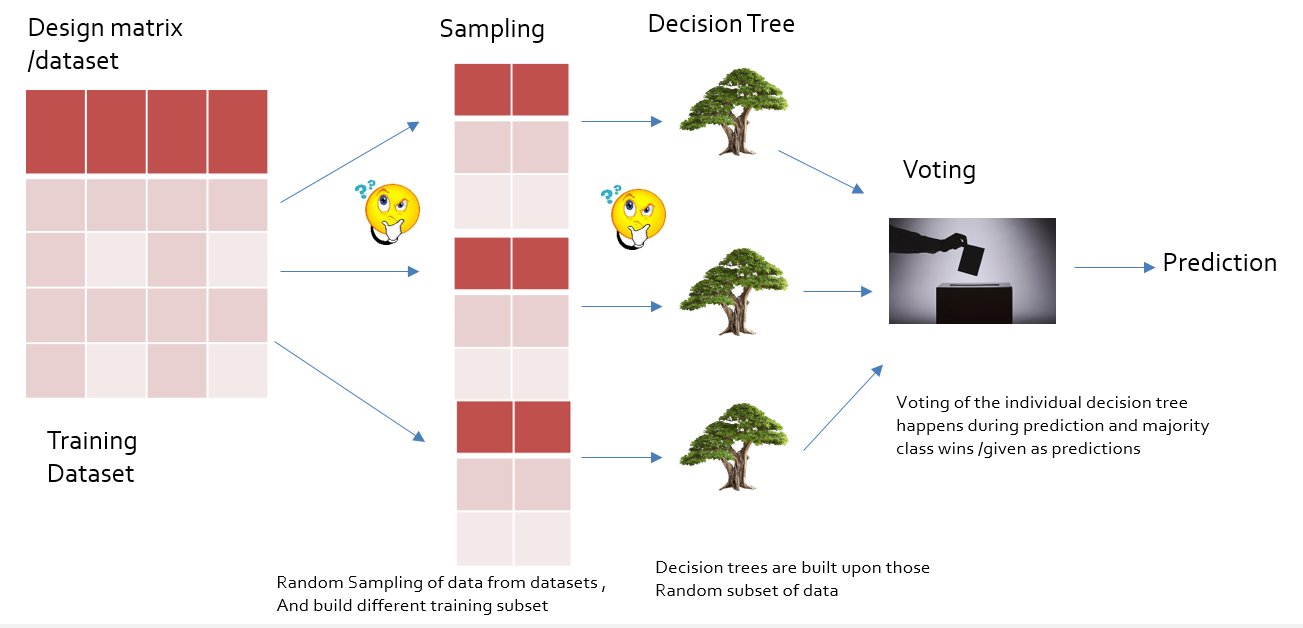 Design matrix
/dataset
Sampling
Decision Tree
??
??
Voting
Prediction
Training
Dataset
Voting of the individual decision tree
happens during prediction and majority
class wins /given as predictions
Random Sampling of data from datasets ,
And build different training subset
Decision trees are built upon those
Random subset of data